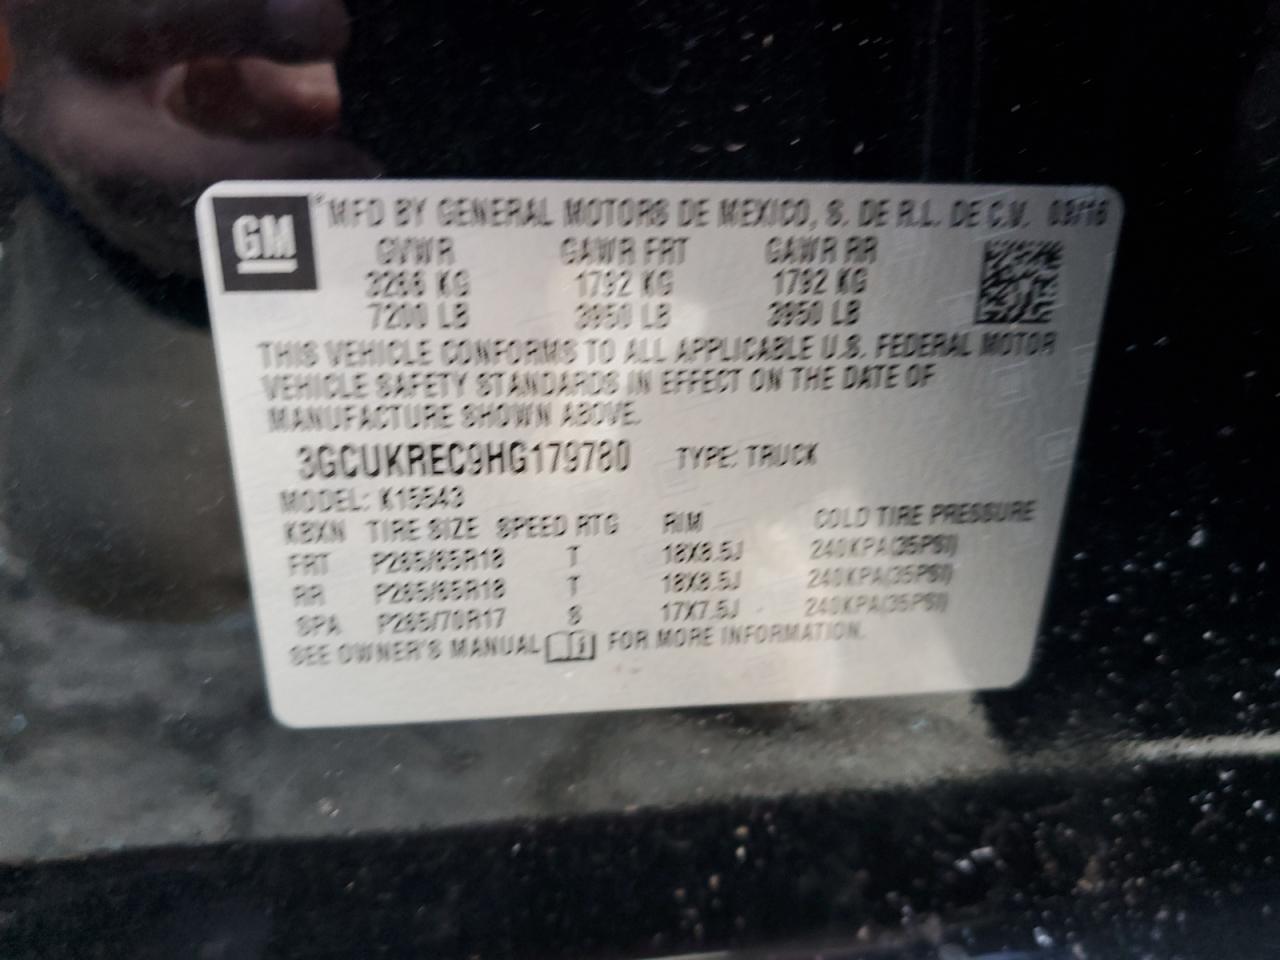 GM
® MFD BY GENERAL MOTORS DE MEXICO, S. DE R.L. DE C.V.
GVWR GAWR FRT GAWR RR
3266 KG 1792 KG 1792 KG
7200 LB 3950 LB 3950 LB
THIS VEHICLE CONFORMS TO ALL APPLICABLE U.S. FEDERAL MOTOR
VEHICLE SAFETY STANDARDS IN EFFECT ON THE DATE OF
MANUFACTURE SHOWN ABOVE.
3GCUKREC9HG179780 TYPE: TRUCK
MODEL: K15543
KBXN TIRE SIZE SPEED RTG RIM COLD TIRE PRESSURE
FRT P265/65R18 T 18X8.5J 240KPA(35PSI)
RR P265/65R18 T 18X8.5J 240KPA(35PSI)
SPA P265/70R17 S 17X7.5J 240KPA(35PSI)
SEE OWNER'S MANUAL FOR MORE INFORMATION.